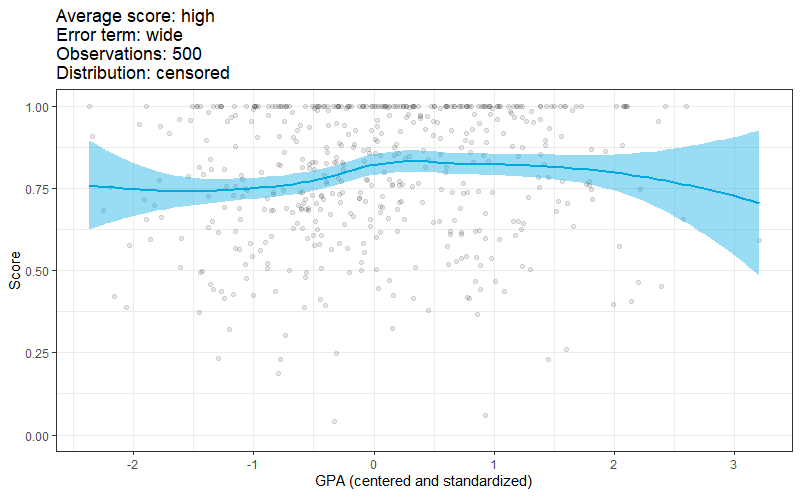 Average score: high
Error term: wide
Observations: 500
Distribution: censored
1.00
0.75
0.50
0.25
0.00
Score
-2
-1
0
1
2
3
GPA (centered and standardized)